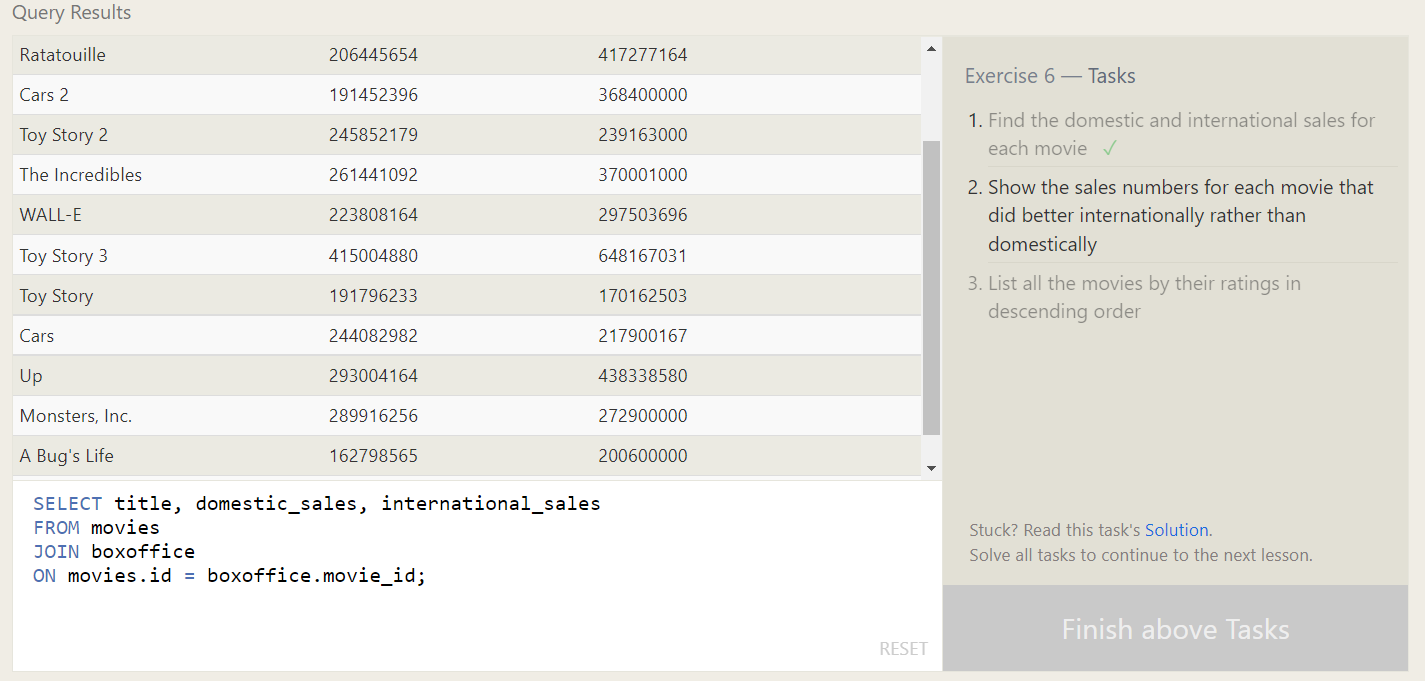 Query Results
Ratatouille 206445654 417277164
Cars 2 191452396 368400000
Toy Story 2 245852179 239163000
The Incredibles 261441092 370001000
WALL-E 223808164 297503696
Toy Story 3 415004880 648167031
Toy Story 191796233 170162503
Cars 244082982 217900167
Up 293004164 438338580
Monsters, Inc. 289916256 272900000
A Bug's Life 162798565 200600000
SELECT title, domestic_sales, international_sales
FROM movies
JOIN boxoffice
ON movies.id = boxoffice.movie_id;
RESET
Exercise 6 — Tasks
1. Find the domestic and international sales for
each movie ✓
2. Show the sales numbers for each movie that
did better internationally rather than
domestically
3. List all the movies by their ratings in
descending order
Stuck? Read this task's Solution.
Solve all tasks to continue to the next lesson.
Finish above Tasks